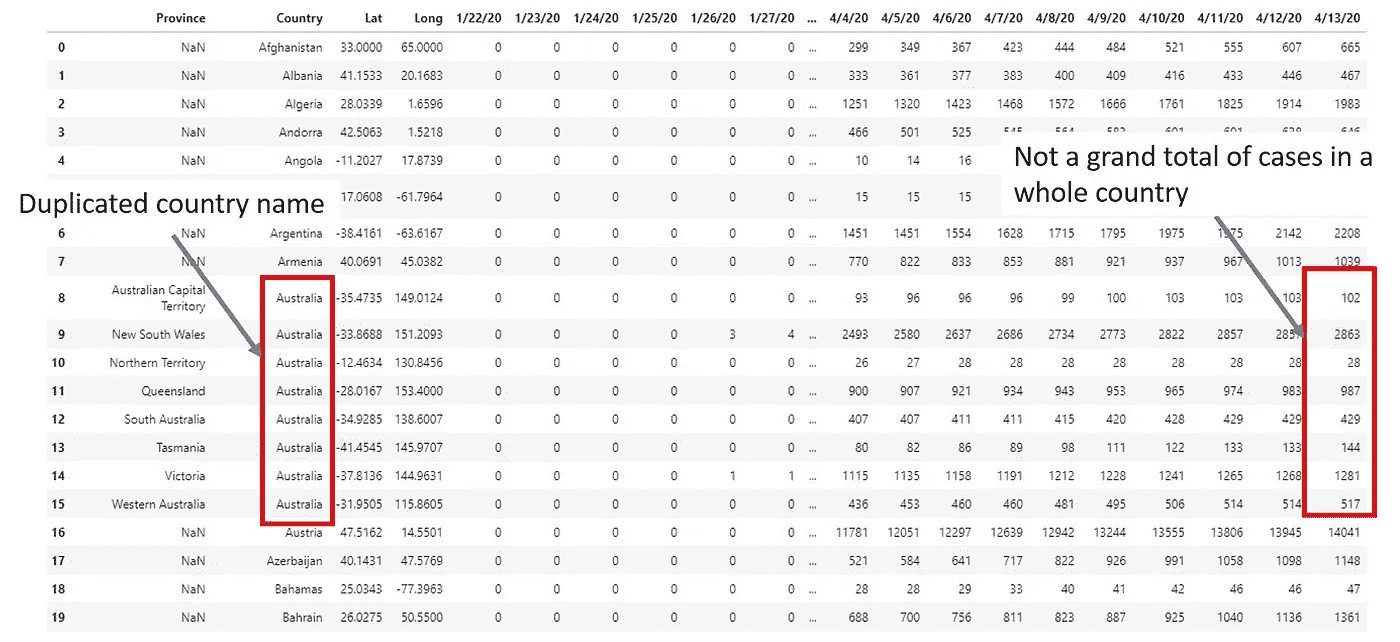 Province Country Lat Long 1/22/20 1/23/20 1/24/20 1/25/20 1/26/20 1/27/20 ... 4/4/20 4/5/20 4/6/20 4/7/20 4/8/20 4/9/20 4/10/20 4/11/20 4/12/20 4/13/20
0 NaN Afghanistan 33.0000 65.0000 0 0 0 0 0 0 ... 299 349 367 423 444 484 521 555 607 665
1 NaN Albania 41.1533 20.1683 0 0 0 0 0 0 ... 333 361 377 383 400 409 416 433 446 467
2 NaN Algeria 28.0339 1.6596 0 0 0 0 0 0 ... 1251 1320 1423 1468 1572 1666 1761 1825 1914 1983
3 NaN Andorra 42.5063 1.5218 0 0 0 0 0 0 ... 466 501 525
4 NaN Angola -11.2027 17.8739 0 0 0 0 0 0 ... 10 14 16
Not a grand total of cases in a
whole country
Duplicated country name
17.0608 -61.7964 0 0 0 0 0 0 ... 15 15 15
6 NaN Argentina -38.4161 -63.6167 0 0 0 0 0 0 ... 1451 1451 1554 1628 1715 1795 1975 1975 2142 2208
7 NaN Armenia 40.0691 45.0382 0 0 0 0 0 0 ... 770 822 833 853 881 921 937 967 1013 1039
8 Australian Capital
Territory Australia -35.4735 149.0124 0 0 0 0 0 0 ... 93 96 96 96 99 100 103 103 103 102
9 New South Wales Australia -33.8688 151.2093 0 0 0 0 3 4 ... 2493 2580 2637 2686 2734 2773 2822 2857 2857 2863
10 Northern Territory Australia -12.4634 130.8456 0 0 0 0 0 0 ... 26 27 28 28 28 28 28 28 28 28
11 Queensland Australia -28.0167 153.4000 0 0 0 0 0 0 ... 900 907 921 934 943 953 965 974 983 987
12 South Australia Australia -34.9285 138.6007 0 0 0 0 0 0 ... 407 407 411 411 415 420 428 429 429 429
13 Tasmania Australia -41.4545 145.9707 0 0 0 0 0 0 ... 80 82 86 89 98 111 122 133 133 144
14 Victoria Australia -37.8136 144.9631 0 0 0 0 1 1 ... 1115 1135 1158 1191 1212 1228 1241 1265 1268 1281
15 Western Australia Australia -31.9505 115.8605 0 0 0 0 0 0 ... 436 453 460 460 481 495 506 514 514 517
16 NaN Austria 47.5162 14.5501 0 0 0 0 0 0 ... 11781 12051 12297 12639 12942 13244 13555 13806 13945 14041
17 NaN Azerbaijan 40.1431 47.5769 0 0 0 0 0 0 ... 521 584 641 717 822 926 991 1058 1098 1148
18 NaN Bahamas 25.0343 -77.3963 0 0 0 0 0 0 ... 28 28 29 33 40 41 42 46 46 47
19 NaN Bahrain 26.0275 50.5500 0 0 0 0 0 0 ... 688 700 756 811 823 887 925 1040 1136 1361